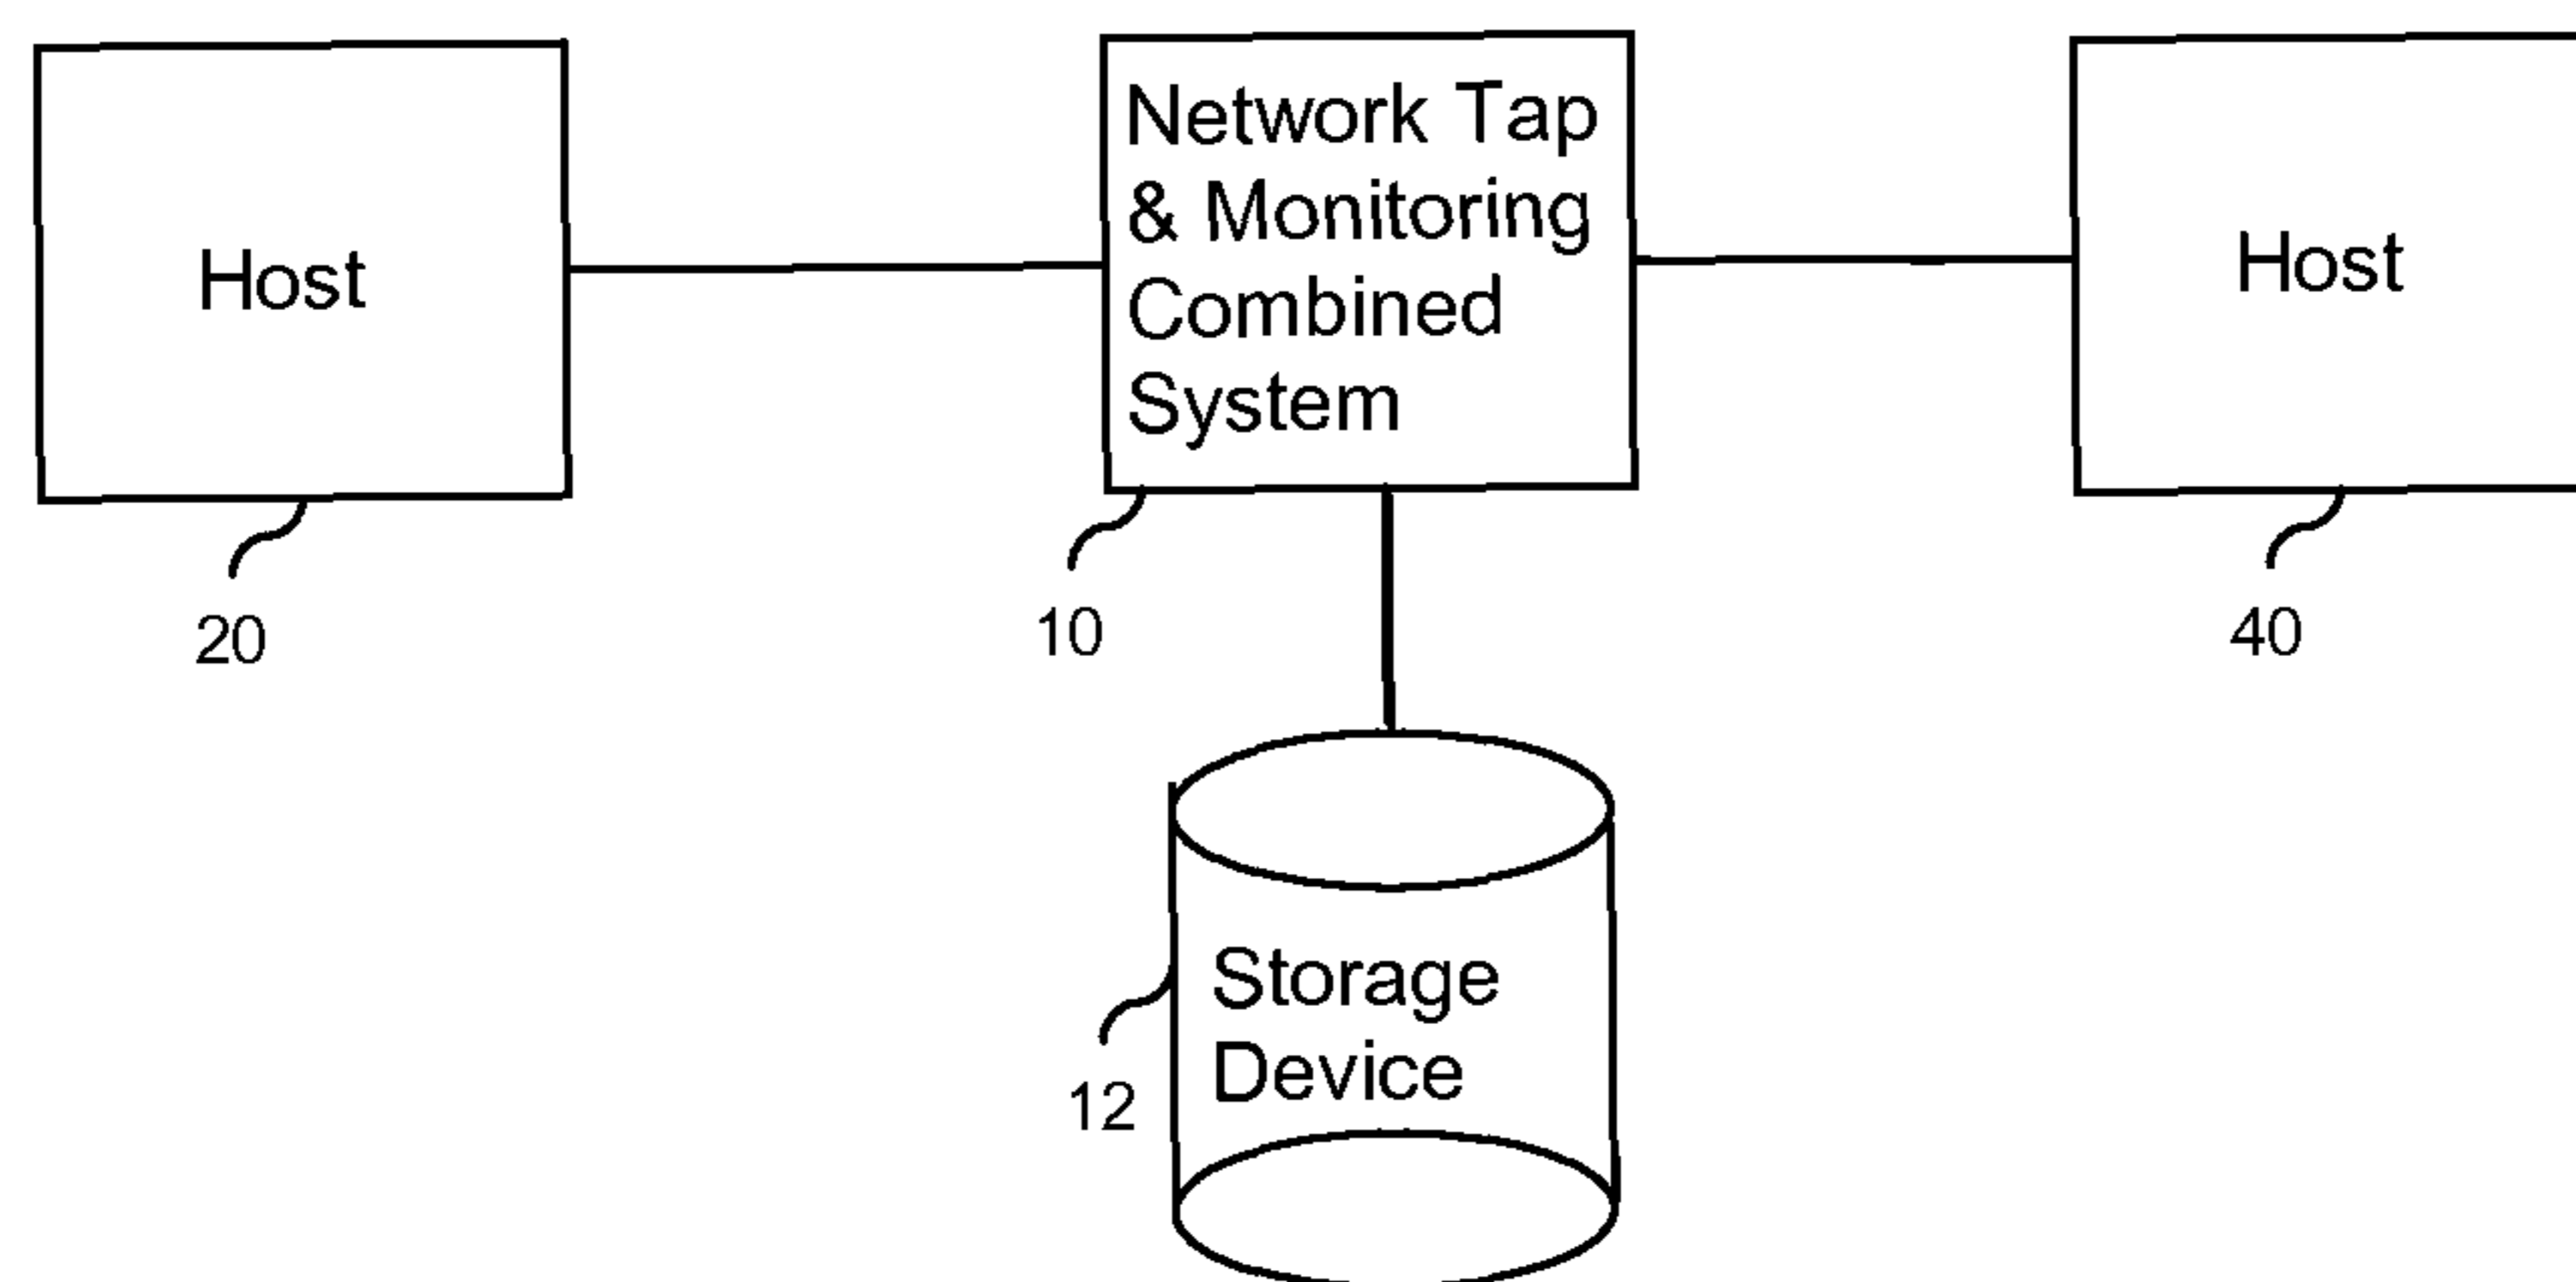 Host
Network Tap
& Monitoring
Combined
System
Host
20
10
40
Storage
Device
12